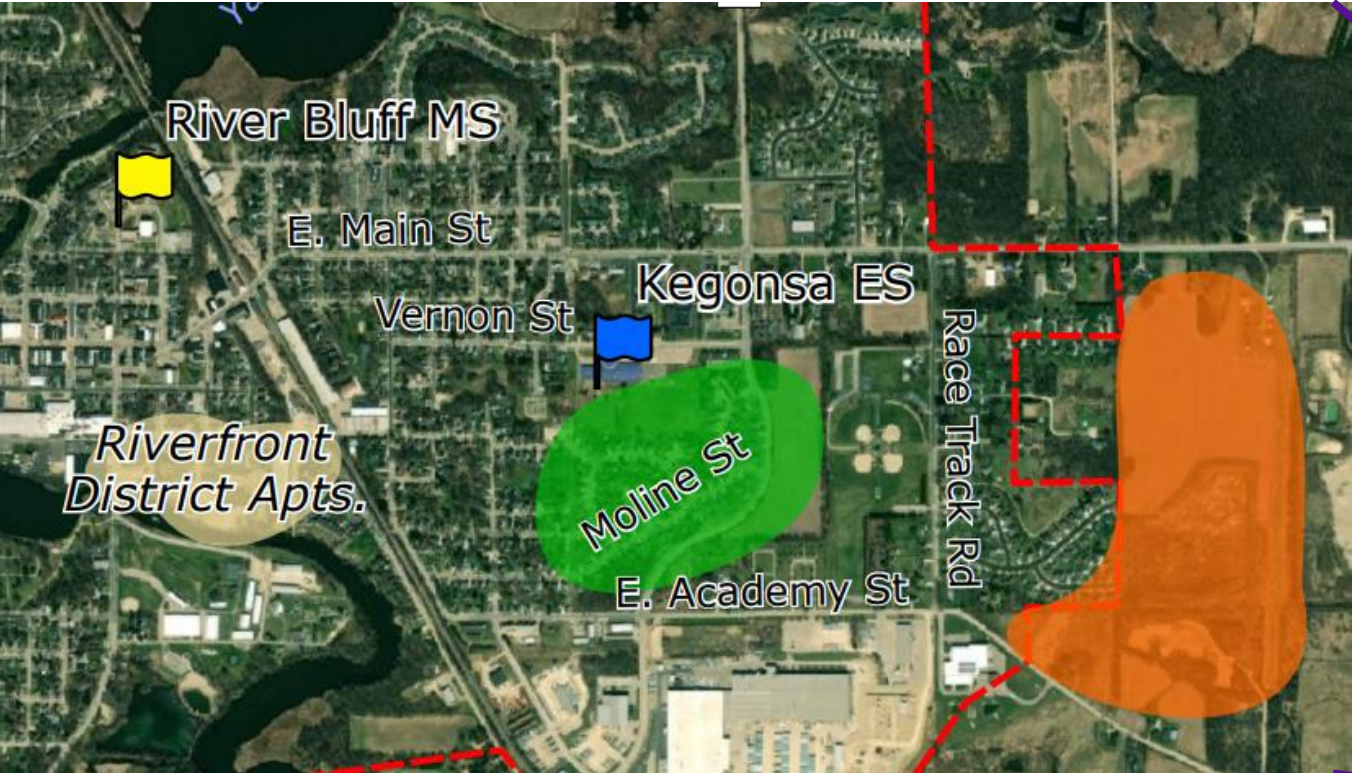 River Bluff MS
E. Main St
Kegonsa ES
Vernon St
Race Track Rd
Riverfront
District Apts.
Moline St
E. Academy St